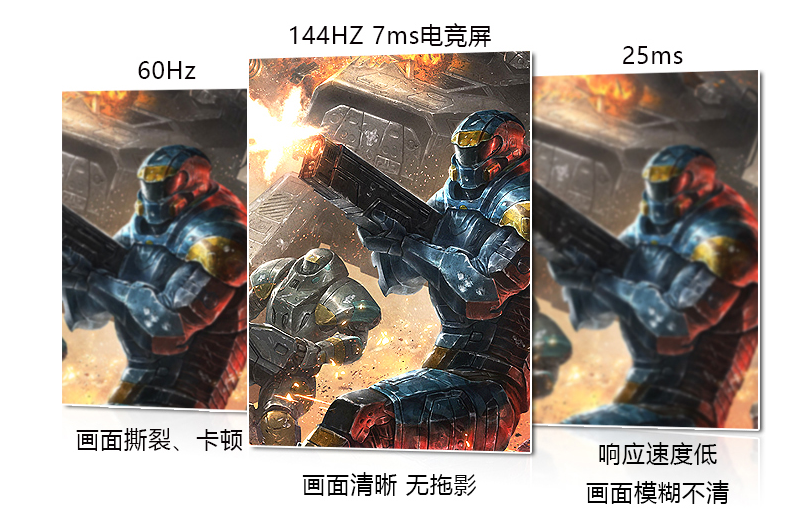 60Hz
144HZ 7ms电竞屏
25ms
画面撕裂、卡顿
画面清晰 无拖影
响应速度低
画面模糊不清